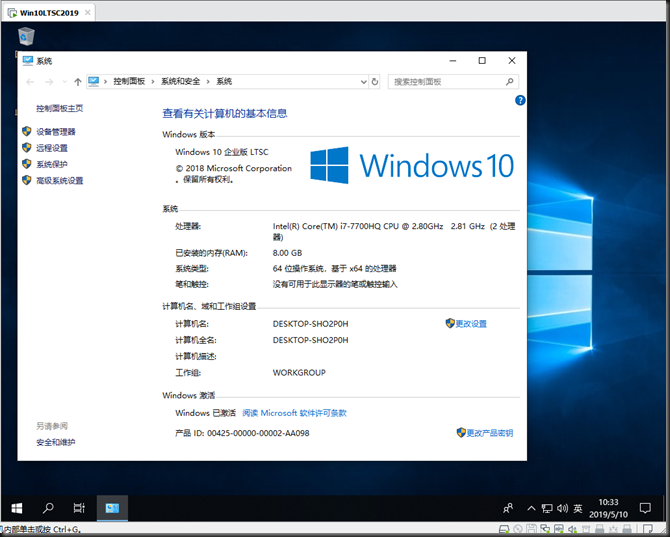 Win10LTSC2019
系统
控制面板 系统和安全 系统
搜索控制面板
控制面板主页
设备管理器
远程设置
系统保护
高级系统设置
另请参阅
安全和维护
查看有关计算机的基本信息
Windows 版本
Windows 10 企业版 LTSC
© 2018 Microsoft Corporation
。保留所有权利。
Windows 10
系统
处理器: Intel(R) Core(TM) i7-7700HQ CPU @ 2.80GHz 2.81 GHz (2 处理
器)
已安装的内存(RAM): 8.00 GB
系统类型: 64 位操作系统，基于 x64 的处理器
笔和触控: 没有可用于此显示器的笔或触控输入
计算机名、域和工作组设置
计算机名: DESKTOP-SHO2P0H
更改设置
计算机全名: DESKTOP-SHO2P0H
计算机描述:
工作组: WORKGROUP
Windows 激活
Windows 已激活 阅读 Microsoft 软件许可条款
产品 ID: 00425-00000-00002-AA098
更改产品密钥
英
10:33
2019/5/10
内部单击或按 Ctrl+G。